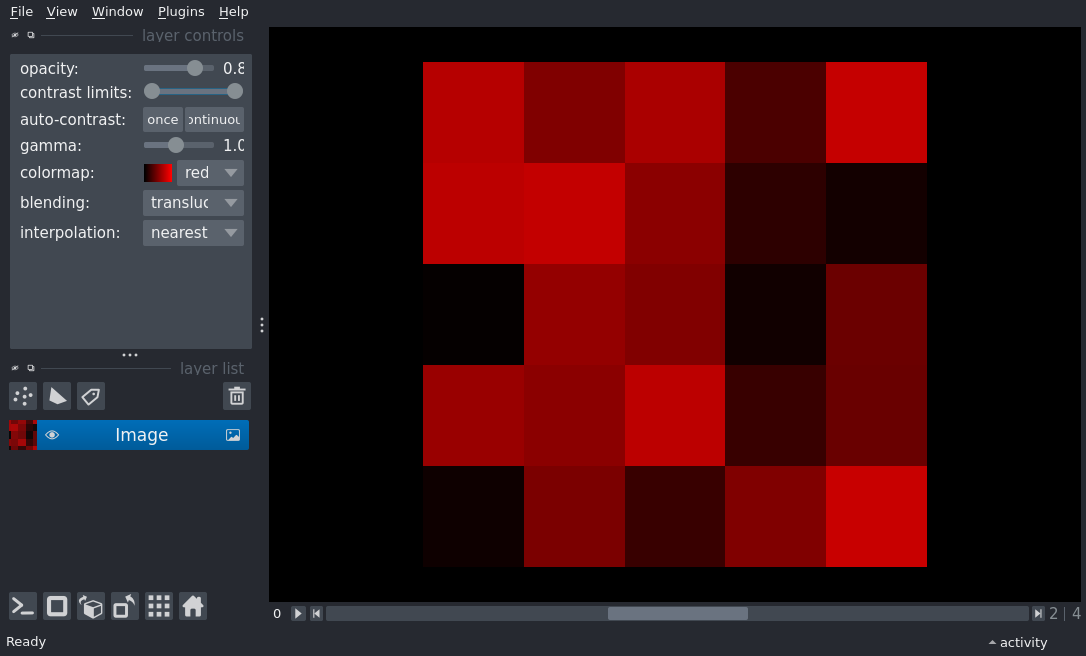 File View Window Plugins Help
layer controls
opacity: 0.8
contrast limits:
auto-contrast: once ontinuou
gamma: 1.0
colormap: red
blending: transluc
interpolation: nearest
layer list
Image
0 2 | 4
Ready activity